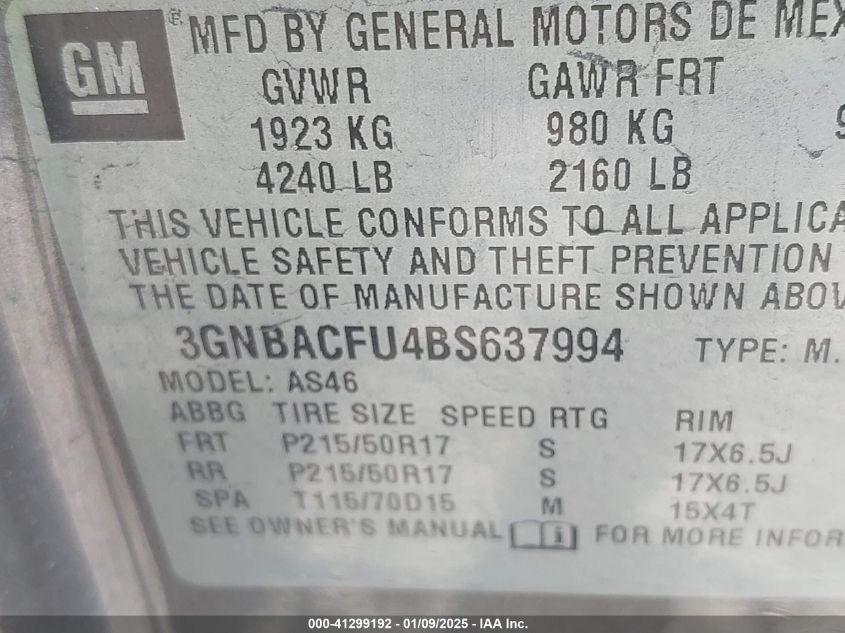 GM ® MFD BY GENERAL MOTORS DE MEX
GVWR GAWR FRT
1923 KG 980 KG 9
4240 LB 2160 LB
THIS VEHICLE CONFORMS TO ALL APPLICA
VEHICLE SAFETY AND THEFT PREVENTION
THE DATE OF MANUFACTURE SHOWN ABOV
3GNBACFU4BS637994 TYPE: M.
MODEL: AS46
ABBG TIRE SIZE SPEED RTG RIM
FRT P215/50R17 S 17X6.5J
RR P215/50R17 S 17X6.5J
SPA T115/70D15 M 15X4T
SEE OWNER'S MANUAL i FOR MORE INFOR
000-41299192 - 01/09/2025 - IAA Inc.